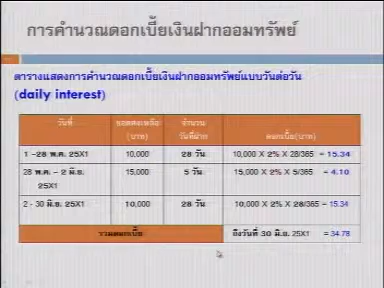 การคำนวณดอกเบี้ยเงินฝากออมทรัพย์
ตารางแสดงการคำนวณดอกเบี้ยเงินฝากออมทรัพย์แบบวันต่อวัน
(daily interest)
วันที่ ยอดคงเหลือ (บาท) จำนวน วันที่ฝาก ดอกเบี้ย(บาท)
1 -28 พ.ค. 25X1 10,000 28 วัน 10,000 X 2% X 28/365 = 15.34
28 พ.ค. – 2 มิ.ย. 25X1 15,000 5 วัน 15,000 X 2% X 5/365 = 4.10
2 - 30 มิ.ย. 25X1 10,000 28 วัน 10,000 X 2% X 28/365 = 15.34
รวมดอกเบี้ย ถึงวันที่ 30 มิ.ย. 25X1 = 34.78